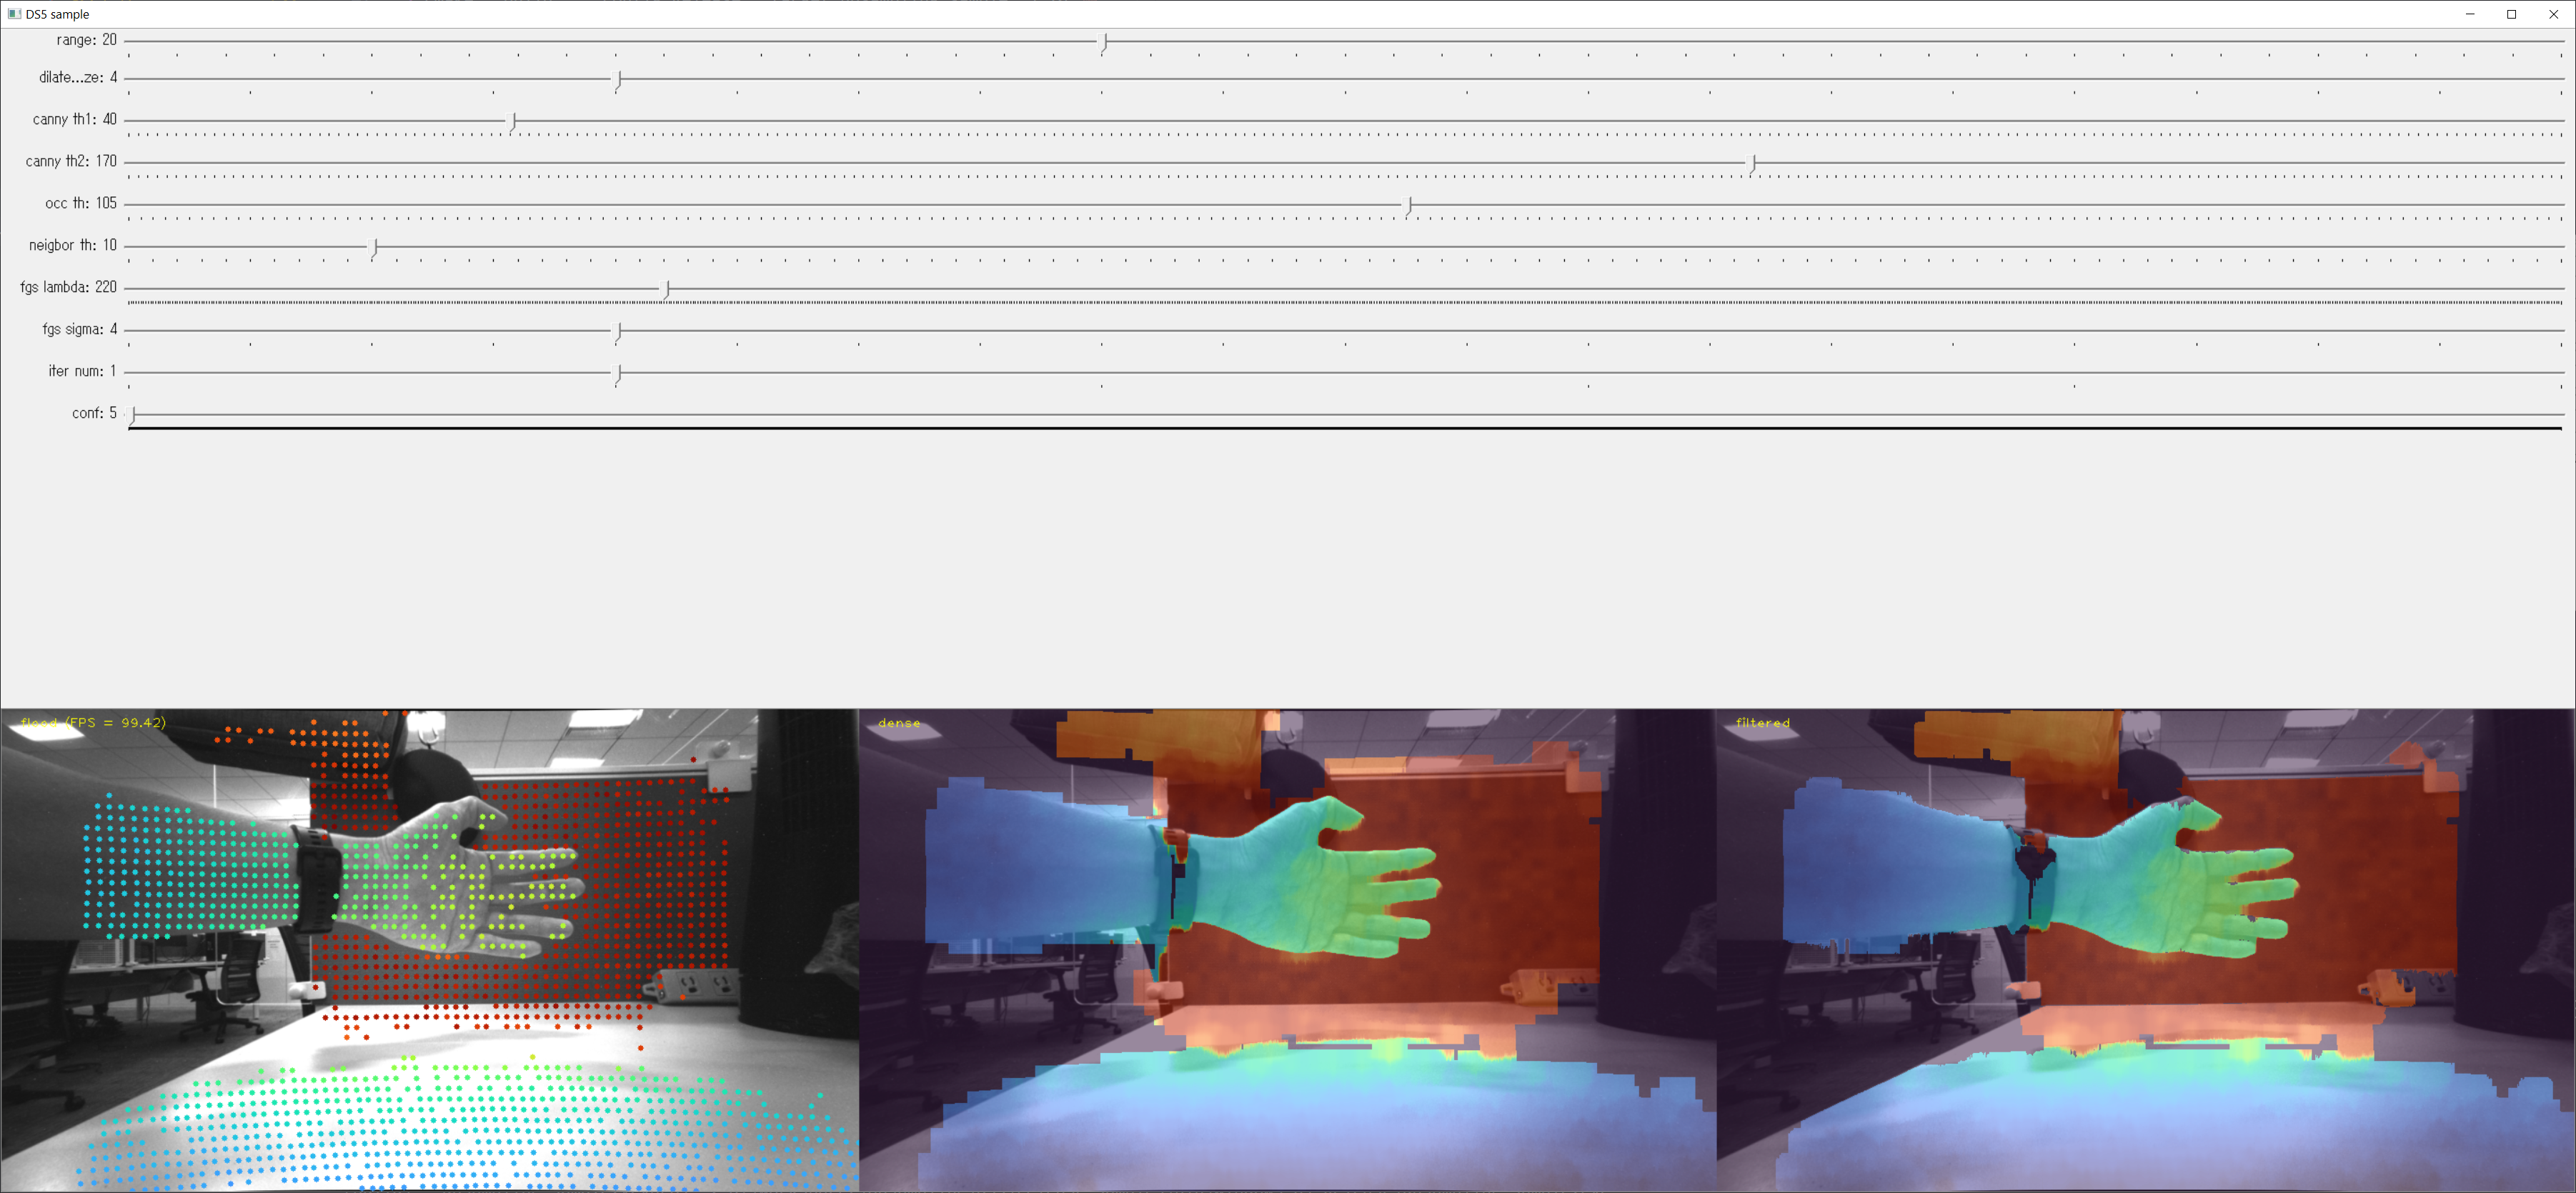 DS5 sample
range: 20
dilate...ze: 4
canny th1: 40
canny th2: 170
occ th: 105
neigbor th: 10
fgs lambda: 220
fgs sigma: 4
iter num: 1
conf: 5
flood (FPS = 99.42)
dense
filtered